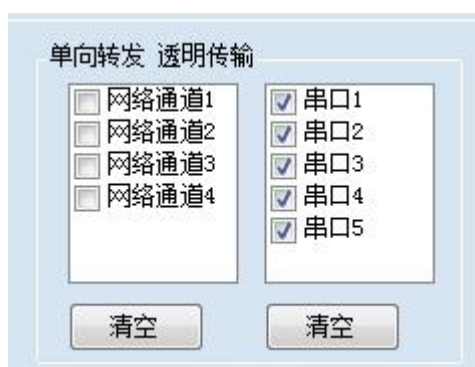 单向转发 透明传输
网络通道1
网络通道2
网络通道3
网络通道4
串口1
串口2
串口3
串口4
串口5
清空
清空